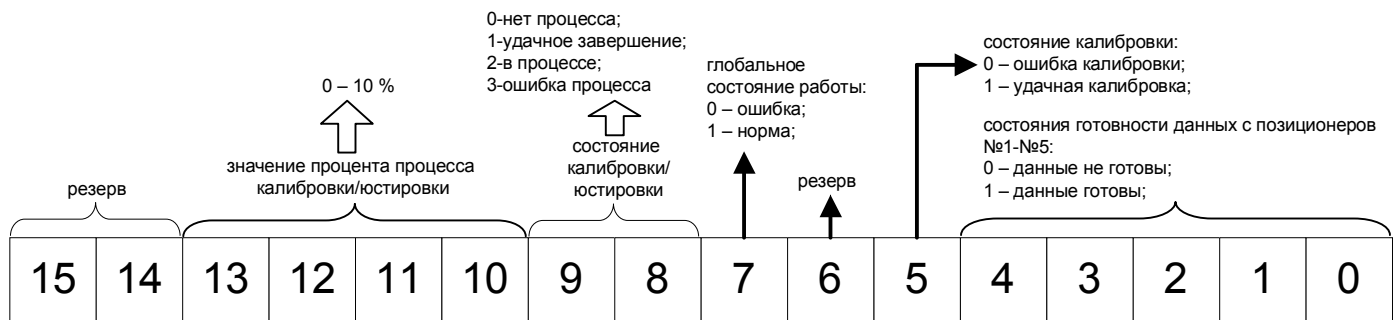 0-нет процесса;
1-удачное завершение;
2-в процессе;
3-ошибка процесса
0 – 10 %
глобальное
состояние работы:
0 – ошибка;
1 – норма;
состояние калибровки:
0 – ошибка калибровки;
1 – удачная калибровка;
состояния готовности данных с позиционеров
№1-№5:
0 – данные не готовы;
1 – данные готовы;
резерв
значение процента процесса
калибровки/юстировки
состояние
калибровки/
юстировки
резерв
15 14 13 12 11 10 9 8 7 6 5 4 3 2 1 0